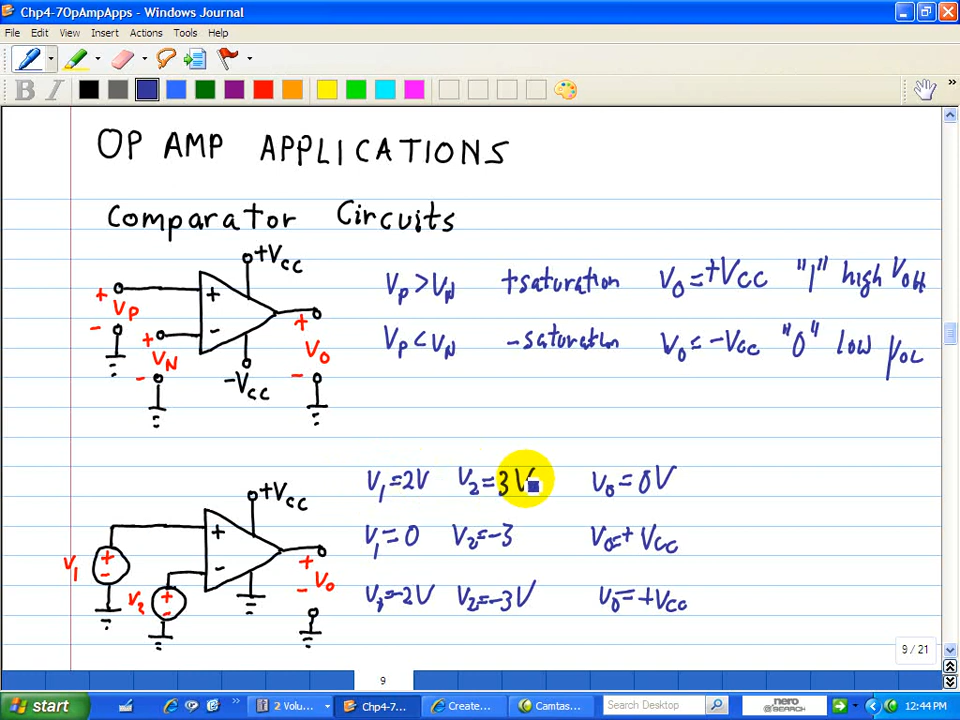 Chp4-7OpAmpApps - Windows Journal
File Edit View Insert Actions Tools Help
B I
OP AMP APPLICATIONS
Comparator Circuits
+VCC
+ VP -
+ VN -
+
-
-VCC
+ VO -
VP > VN +saturation VO = +VCC "1" high VOH
VP < VN -saturation VO = -VCC "0" low VOL
+VCC
V1 + -
V2 + -
+
-
+ VO -
V1 = 2V V2 = 3V VO = 0V
V1 = 0 V2 = -3 VO = + VCC
V1 = -2V V2 = -3V VO = +VCC
9 / 21
9
start 2 Volu... Chp4-7... Create... Camtas... Search Desktop nero SEARCH 12:44 PM